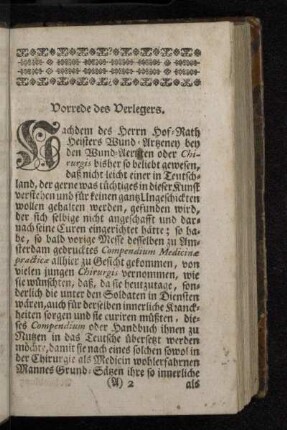 Vorrede des Verlegers.
Nachdem des Herrn Hof-Rath
Heisters Wund-Artzeney bey
den Wund-Aertzten oder Chi-
rurgis bisher so beliebt gewesen,
daß nicht leicht einer in Teutsch-
land, der gerne was tüchtiges in dieser Kunst
verstehen und für keinen gantz Ungeschickten
wollen gehalten werden, gefunden wird,
der sich selbige nicht angeschafft und dar-
nach seine Curen eingerichtet hätte; so ha-
be, so bald vorige Messe desselben zu Am-
sterdam gedrucktes Compendium Medicinæ
practicæ allhier zu Gesicht gekommen, von
vielen jungen Chirurgis vernommen, wie
sie wünschten, daß, da sie heutzutage, son-
derlich die unter den Soldaten in Diensten
wären, auch für derselben innerliche Kranck-
heiten sorgen und sie curiren müßten, die-
ses Compendium oder Handbuch ihnen zu
Nutzen in das Teutsche übersetzt werden
möchte, damit sie nach eines solchen sowol in
der Chirurgie als Medicin wohlerfahrnen
Mannes Grund-Sätzen ihre so innerliche
(A) 2 als